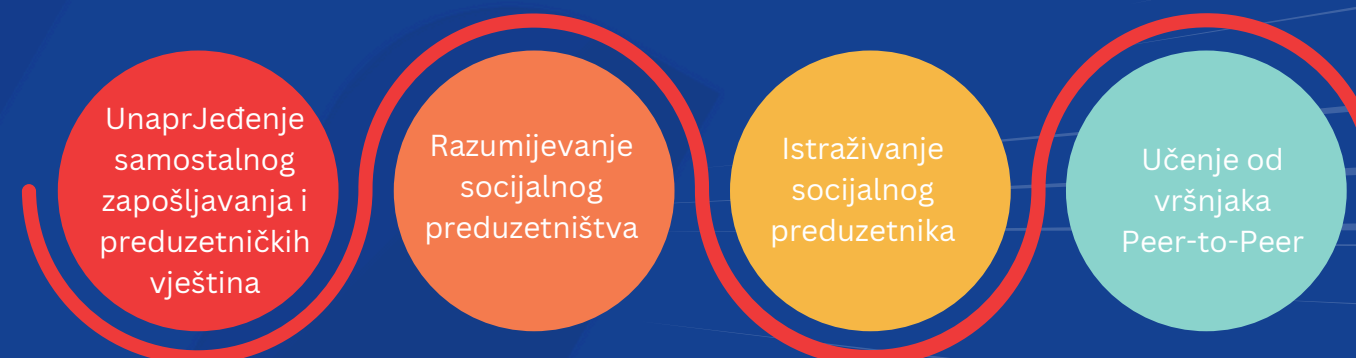 UnaprJeđenje
samostalnog
zapošljavanja i
preduzetničkih
vještina
Razumijevanje
socijalnog
preduzetništva
Istraživanje
socijalnog
preduzetnika
Učenje od
vršnjaka
Peer-to-Peer